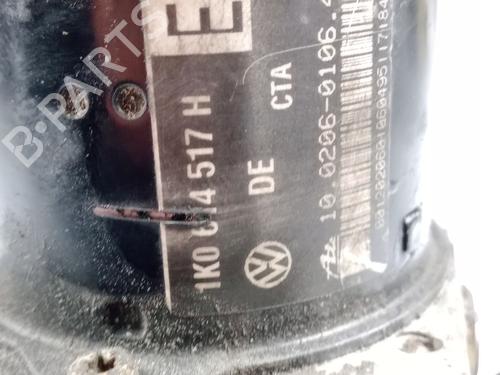 E
1K0 614 517 H
DE CTA
10.0206-0106.4
B-PARTS